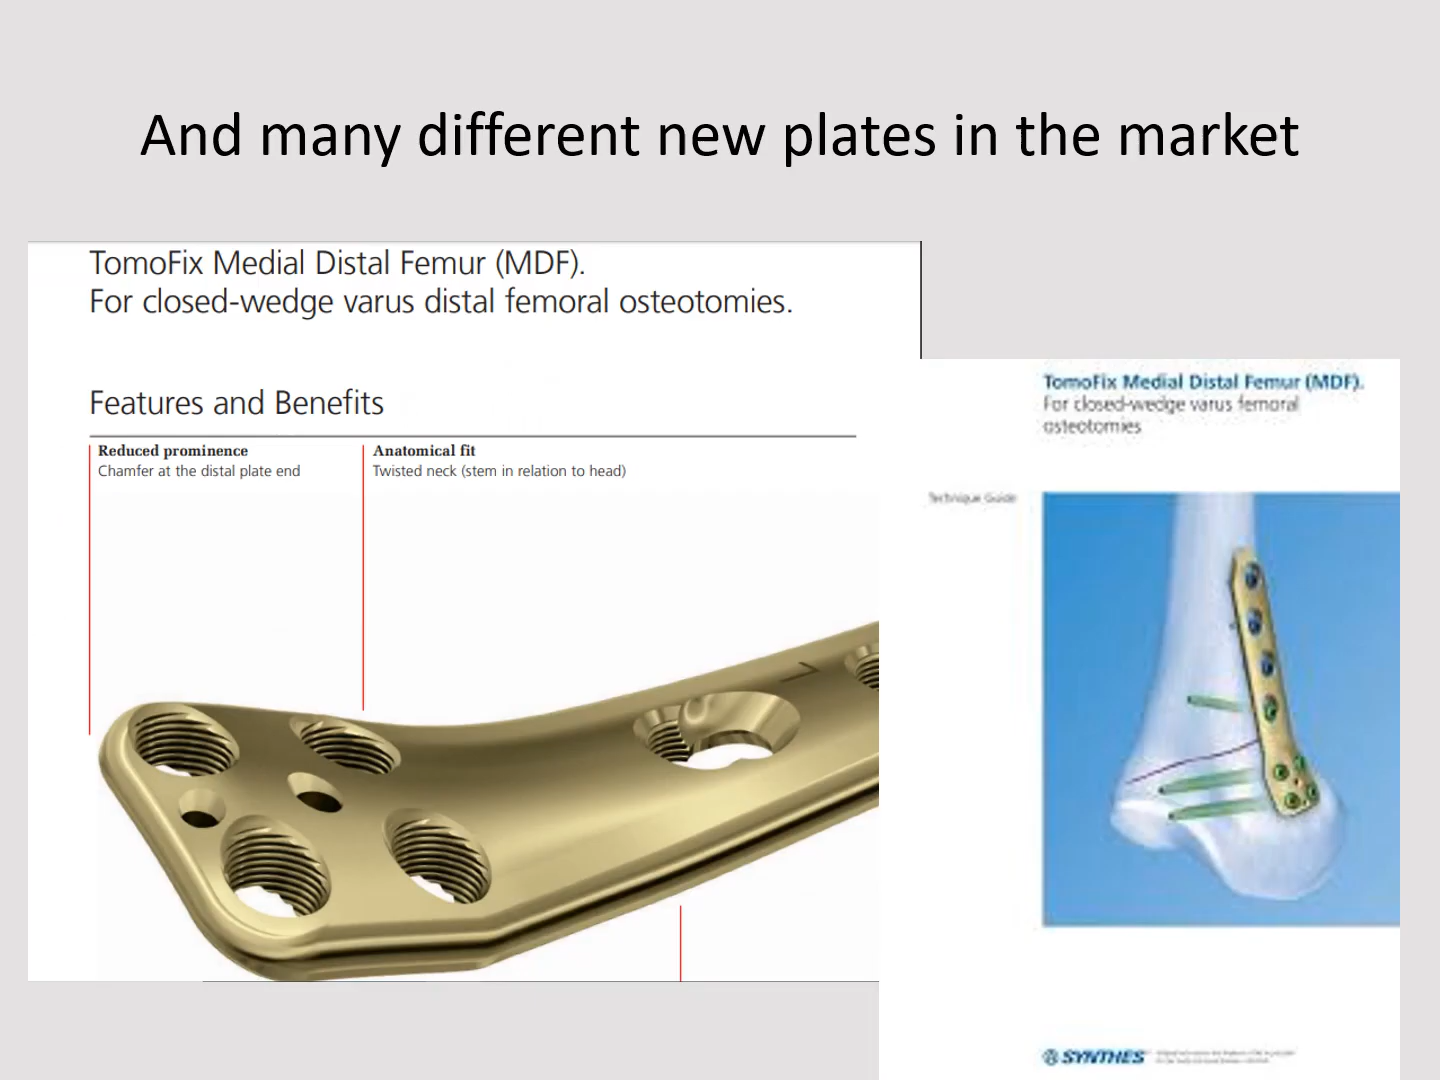 And many different new plates in the market
TomoFix Medial Distal Femur (MDF).
For closed-wedge varus distal femoral osteotomies.
Features and Benefits
Reduced prominence
Chamfer at the distal plate end
Anatomical fit
Twisted neck (stem in relation to head)
L
TomoFix Medial Distal Femur (MDF).
For closed-wedge varus femoral
osteotomies
Technique Guide
SYNTHES